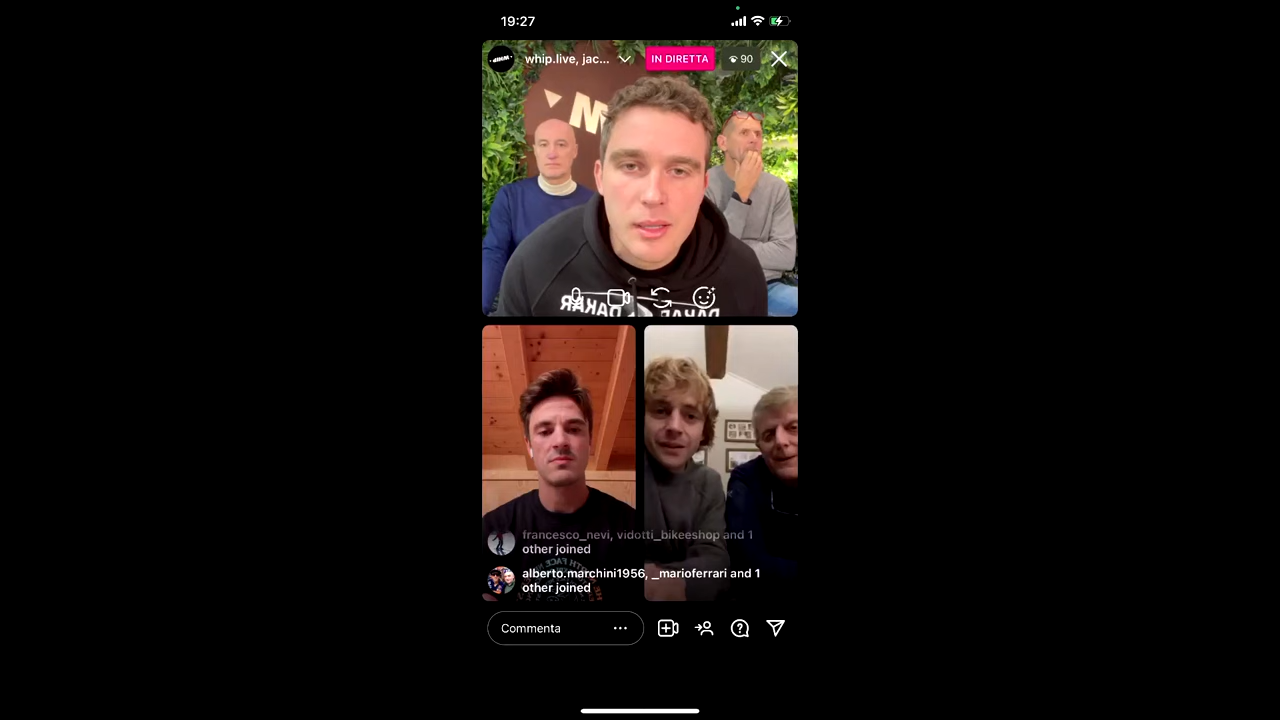 19:27
whip.live, jac...
IN DIRETTA
90
DAKAR
francesco_nevi, vidotti_bikeeshop and 1
other joined
alberto.marchini1956, _marioferrari and 1
other joined
Commenta